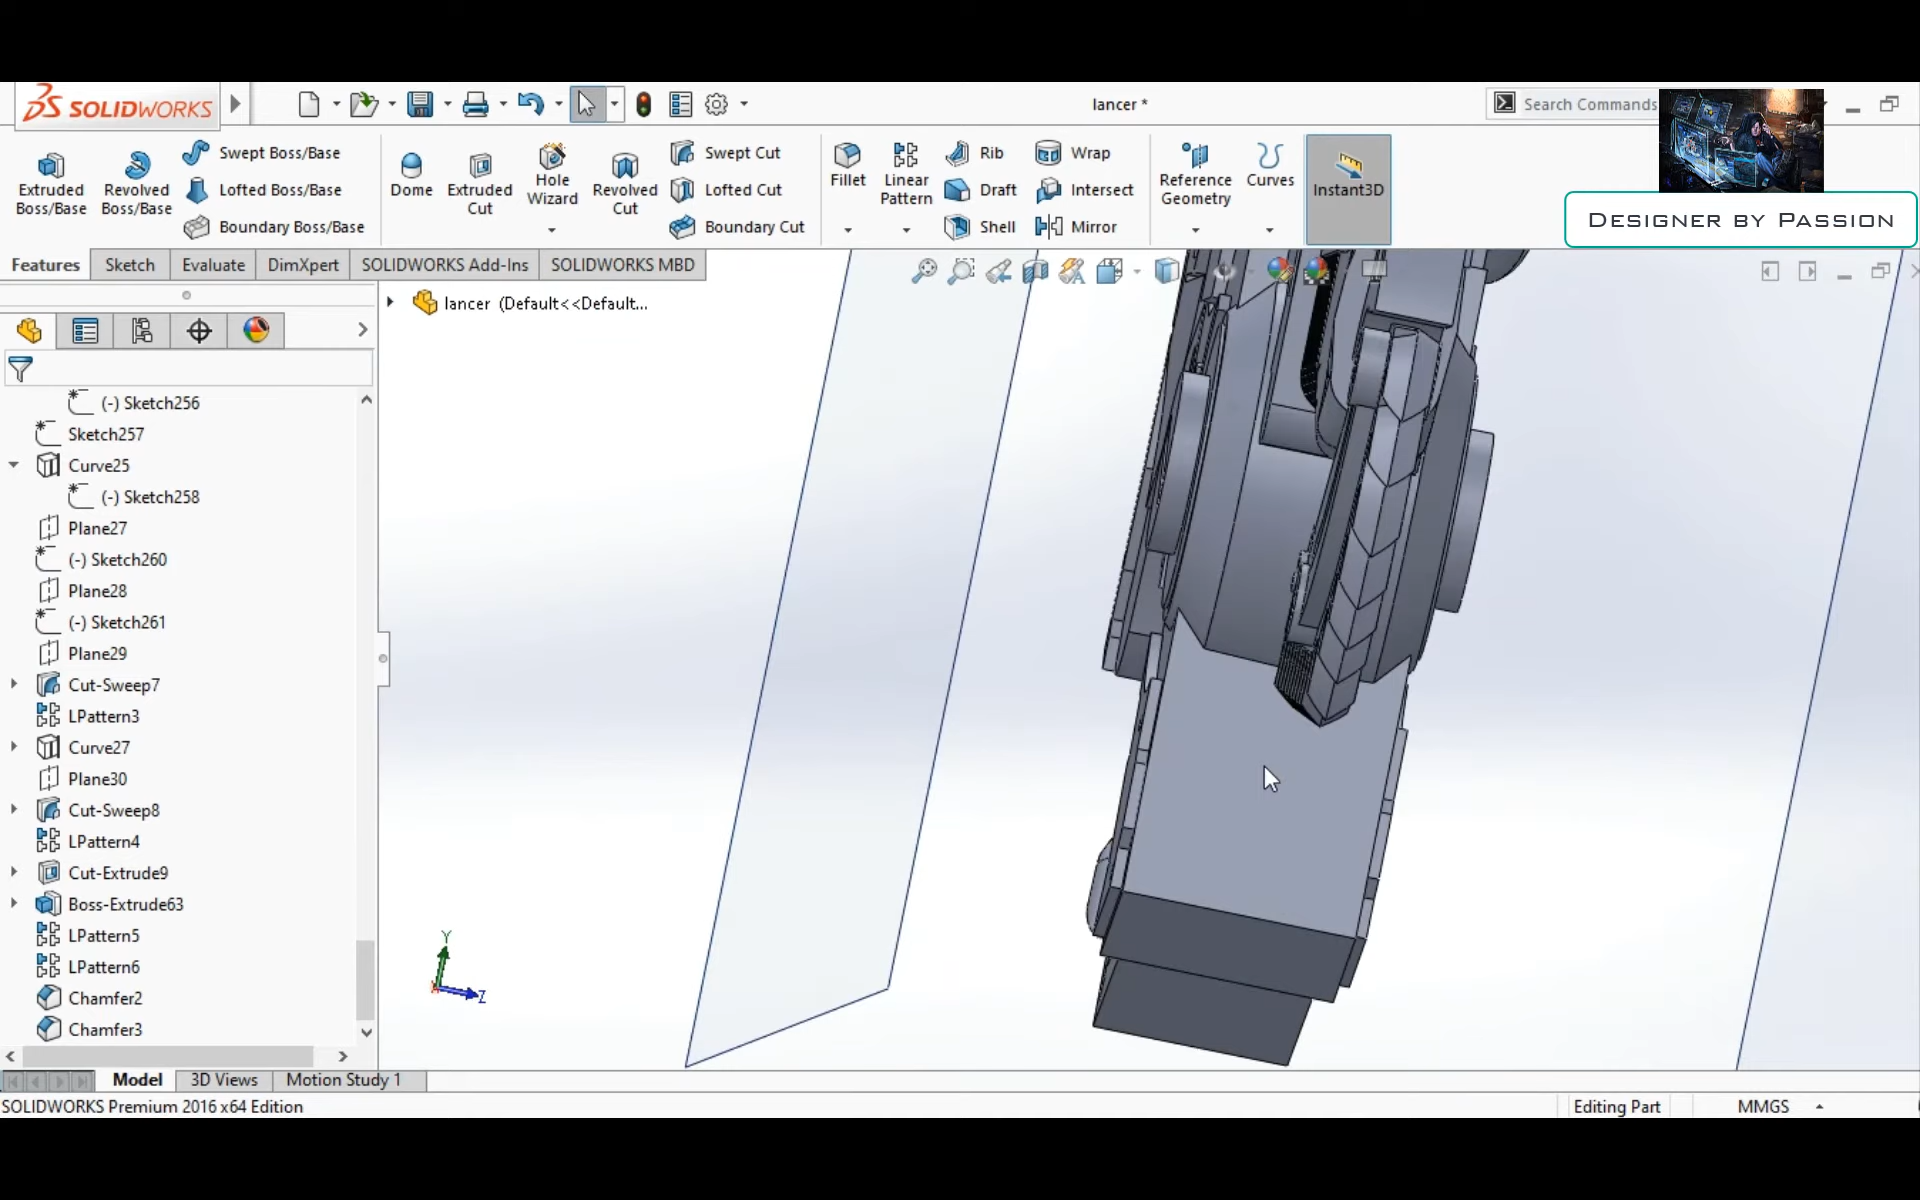 SOLIDWORKS
lancer *
Search Commands
Extruded Boss/Base
Revolved Boss/Base
Swept Boss/Base
Lofted Boss/Base
Boundary Boss/Base
Dome
Extruded Cut
Hole Wizard
Revolved Cut
Swept Cut
Lofted Cut
Boundary Cut
Fillet
Linear Pattern
Rib
Draft
Shell
Wrap
Intersect
Mirror
Reference Geometry
Curves
Instant3D
Designer by Passion
Features
Sketch
Evaluate
DimXpert
SOLIDWORKS Add-Ins
SOLIDWORKS MBD
lancer (Default<<Default...
(-) Sketch256
Sketch257
Curve25
(-) Sketch258
Plane27
(-) Sketch260
Plane28
(-) Sketch261
Plane29
Cut-Sweep7
LPattern3
Curve27
Plane30
Cut-Sweep8
LPattern4
Cut-Extrude9
Boss-Extrude63
LPattern5
LPattern6
Chamfer2
Chamfer3
Y
Z
Model
3D Views
Motion Study 1
SOLIDWORKS Premium 2016 x64 Edition
Editing Part
MMGS